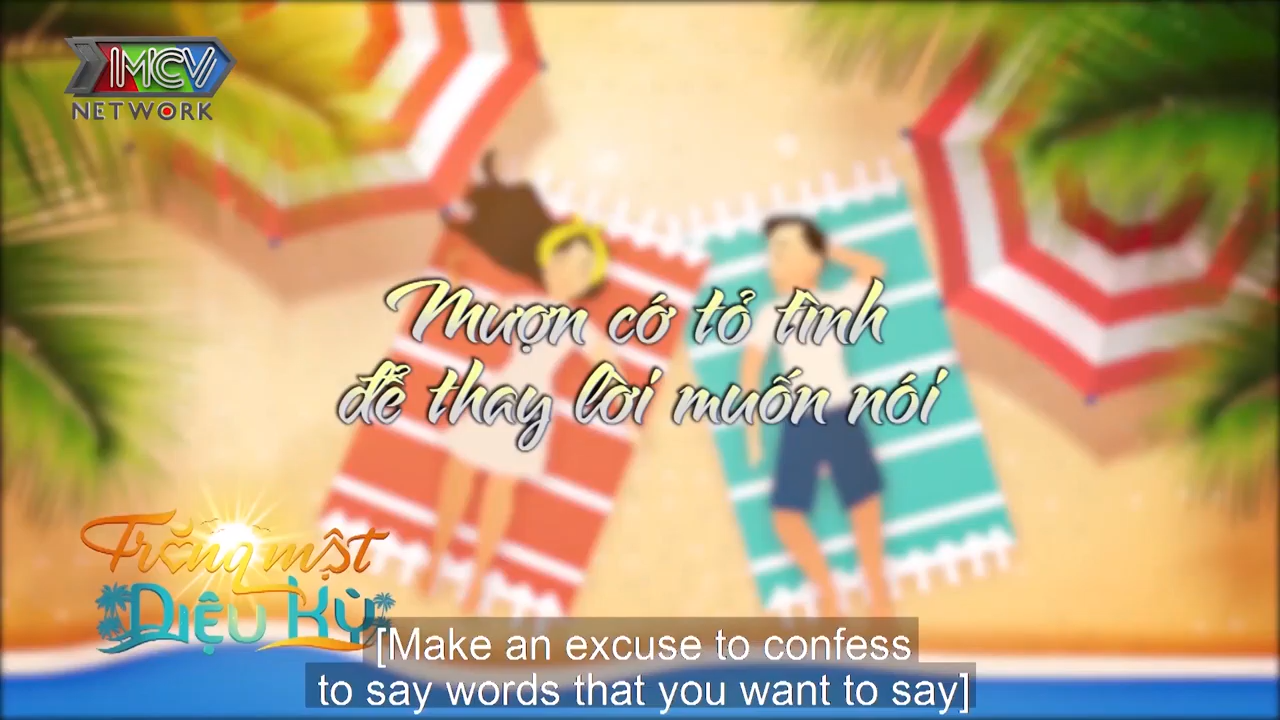 MCV
NETWORK
Mượn cớ tỏ tình
để thay lời muốn nói
Trăng mật
Diệu Kỳ
[Make an excuse to confess
to say words that you want to say]